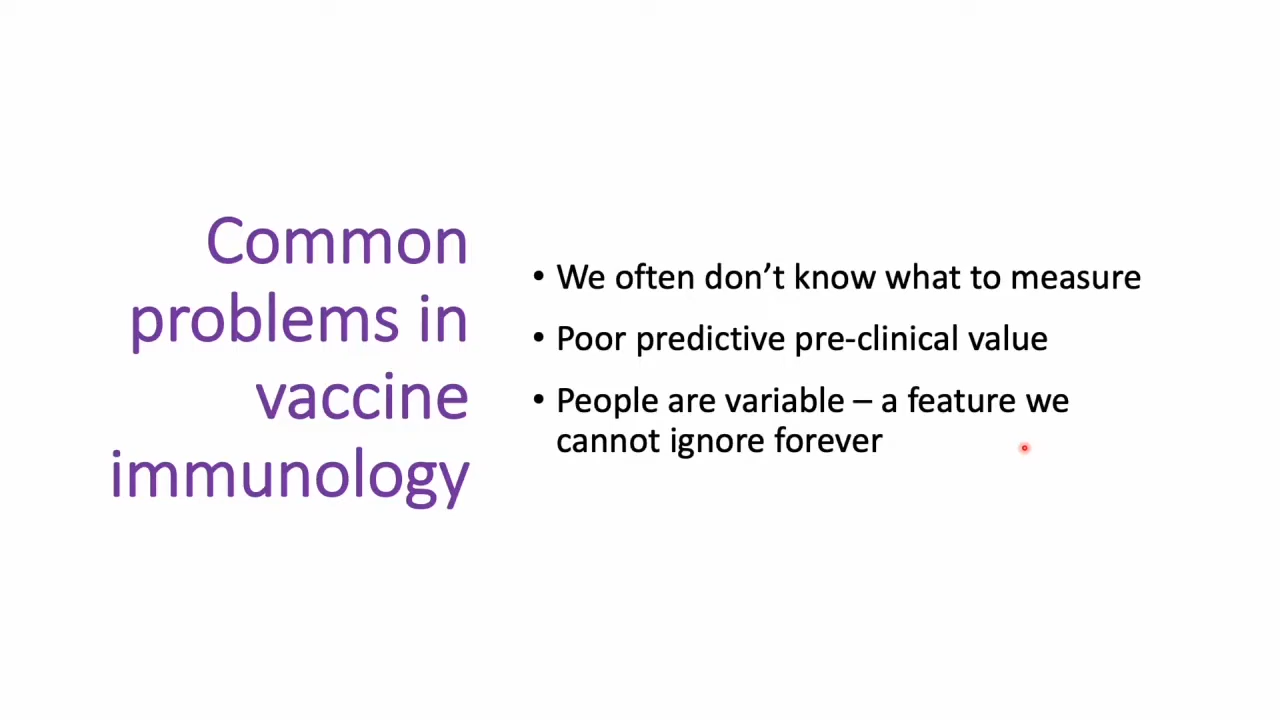 Common
problems in
vaccine
immunology
• We often don’t know what to measure
• Poor predictive pre-clinical value
• People are variable – a feature we
cannot ignore forever